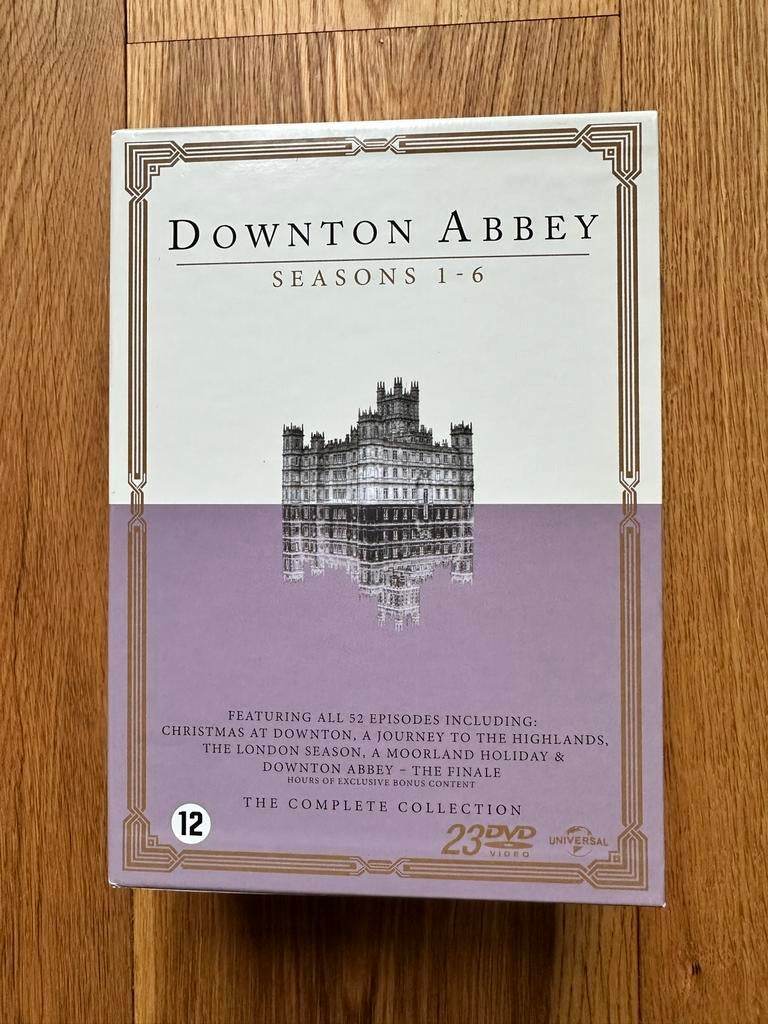 DOWNTON ABBEY
SEASONS 1-6
FEATURING ALL 52 EPISODES INCLUDING:
CHRISTMAS AT DOWNTON, A JOURNEY TO THE HIGHLANDS,
THE LONDON SEASON, A MOORLAND HOLIDAY &
DOWNTON ABBEY – THE FINALE
HOURS OF EXCLUSIVE BONUS CONTENT
THE COMPLETE COLLECTION
12
23 DVD VIDEO
UNIVERSAL